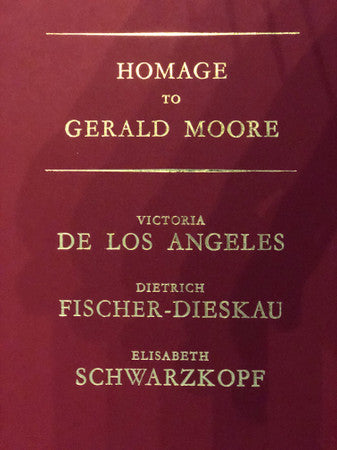 HOMAGE
TO
GERALD MOORE
VICTORIA
DE LOS ANGELES
DIETRICH
FISCHER-DIESKAU
ELISABETH
SCHWARZKOPF